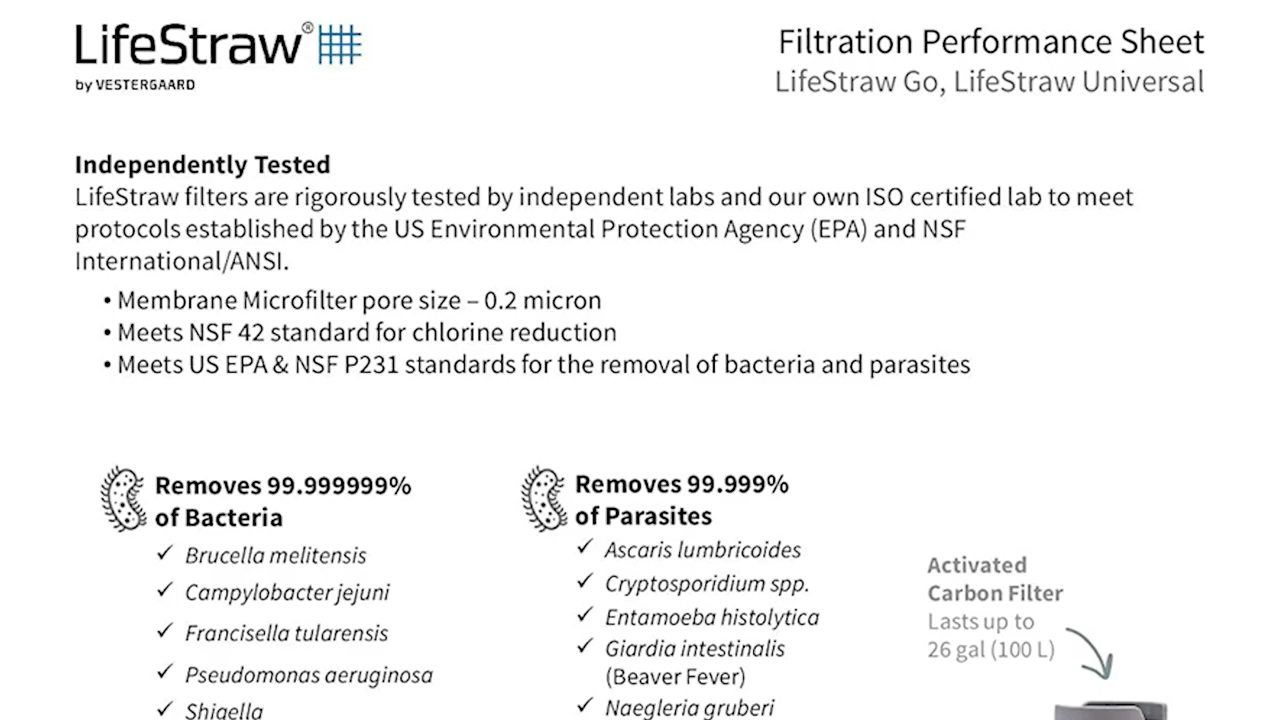 LifeStraw®
by VESTERGAARD
Filtration Performance Sheet
LifeStraw Go, LifeStraw Universal
Independently Tested
LifeStraw filters are rigorously tested by independent labs and our own ISO certified lab to meet
protocols established by the US Environmental Protection Agency (EPA) and NSF
International/ANSI.
• Membrane Microfilter pore size – 0.2 micron
• Meets NSF 42 standard for chlorine reduction
• Meets US EPA & NSF P231 standards for the removal of bacteria and parasites
Removes 99.999999%
of Bacteria
✓ Brucella melitensis
✓ Campylobacter jejuni
✓ Francisella tularensis
✓ Pseudomonas aeruginosa
✓ Shigella
Removes 99.999%
of Parasites
✓ Ascaris lumbricoides
✓ Cryptosporidium spp.
✓ Entamoeba histolytica
✓ Giardia intestinalis
(Beaver Fever)
✓ Naegleria gruberi
Activated
Carbon Filter
Lasts up to
26 gal (100 L)